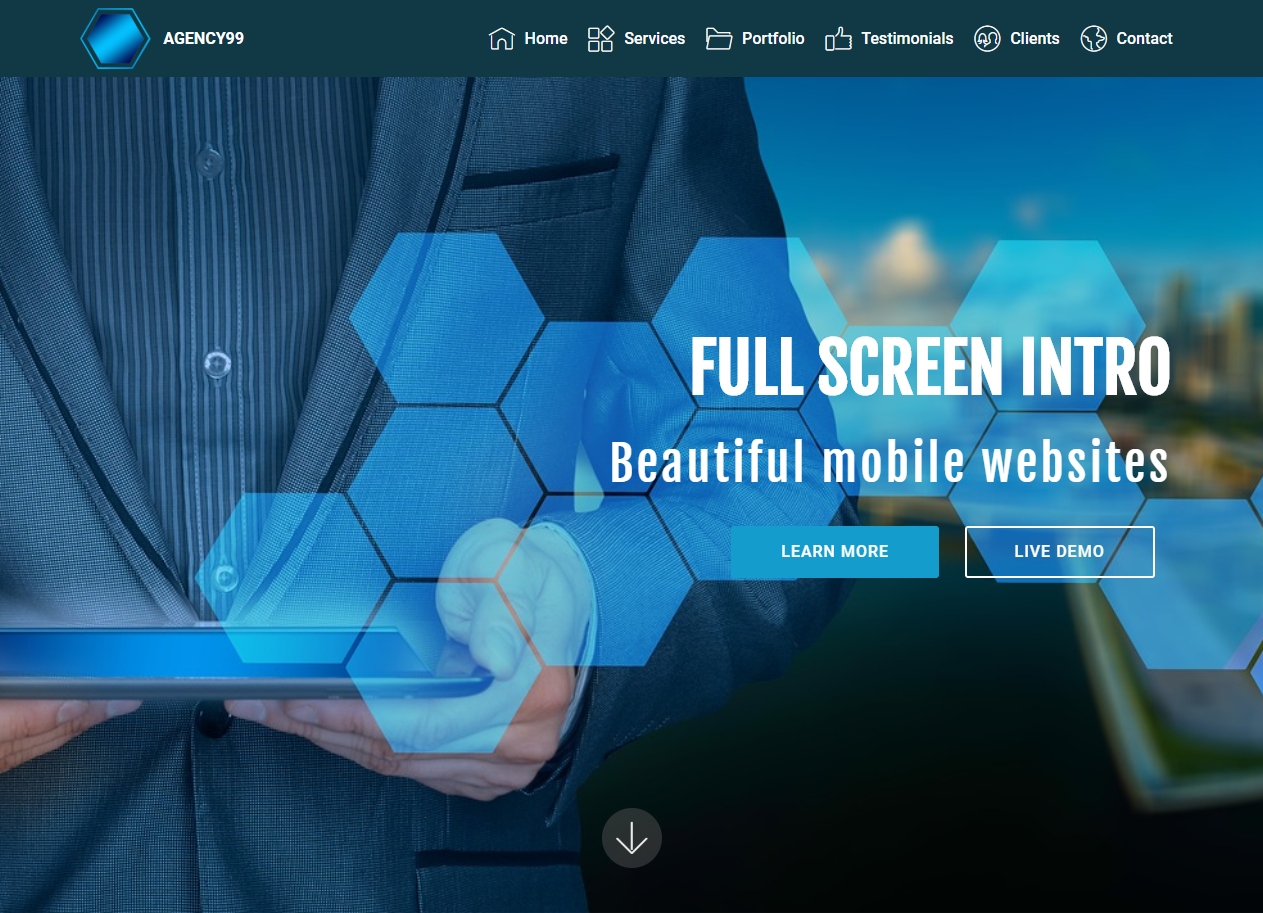 AGENCY99
Home Services Portfolio Testimonials Clients Contact
FULL SCREEN INTRO
Beautiful mobile websites
LEARN MORE
LIVE DEMO